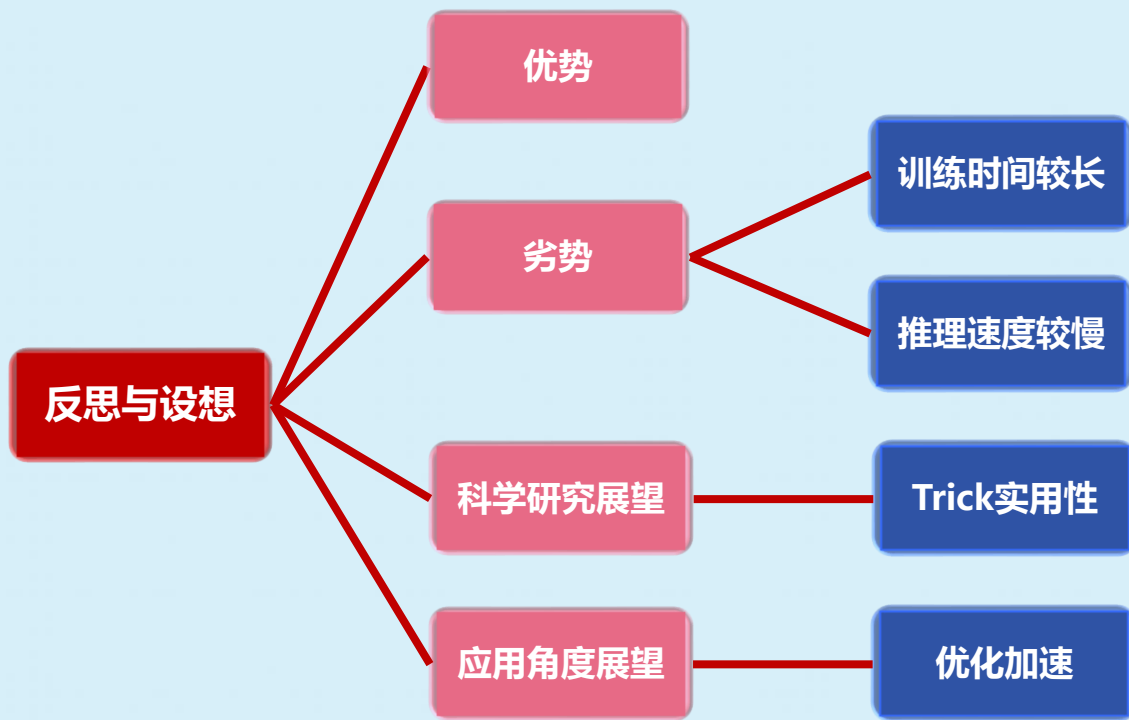 反思与设想
优势
劣势
训练时间较长
推理速度较慢
科学研究展望
Trick实用性
应用角度展望
优化加速